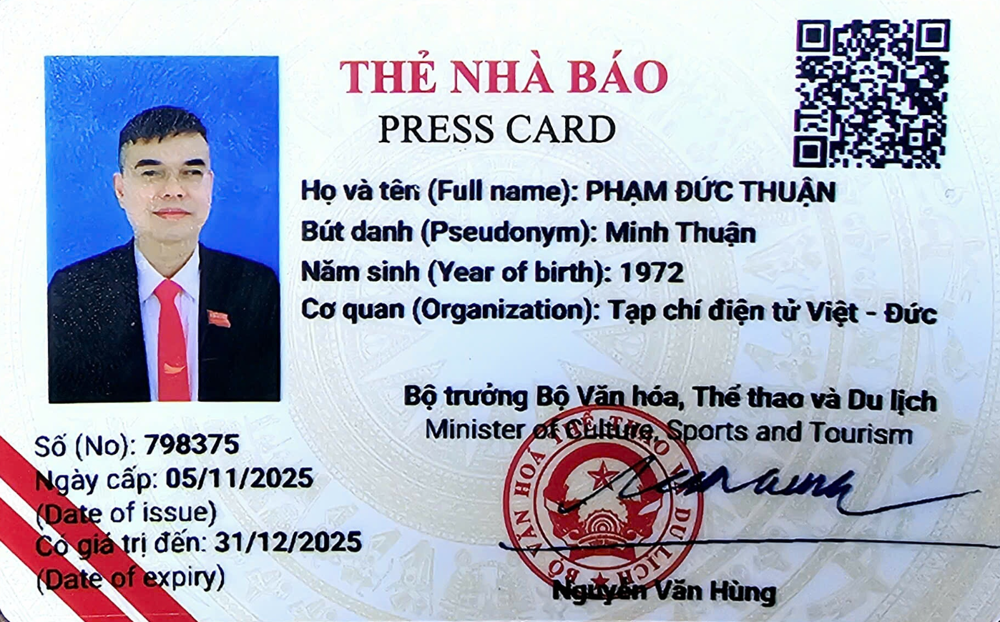 THẺ NHÀ BÁO
PRESS CARD
Họ và tên (Full name): PHẠM ĐỨC THUẬN
Bút danh (Pseudonym): Minh Thuận
Năm sinh (Year of birth): 1972
Cơ quan (Organization): Tạp chí điện tử Việt - Đức
Bộ trưởng Bộ Văn hóa, Thể thao và Du lịch
Minister of Culture, Sports and Tourism
Số (No): 798375
Ngày cấp: 05/11/2025
(Date of issue)
Có giá trị đến: 31/12/2025
(Date of expiry)
BỘ VĂN HOÁ THỂ THAO VÀ DU LỊCH
Nguyễn Văn Hùng